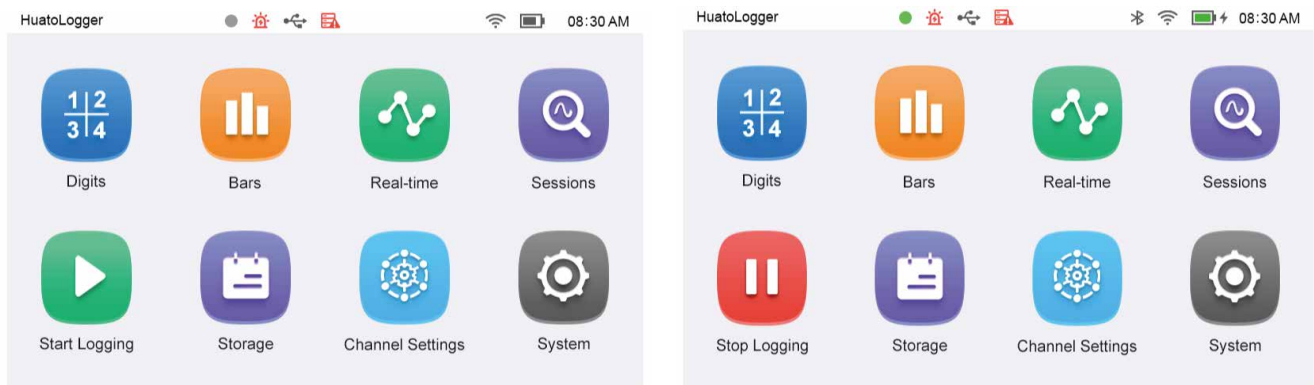 HuatoLogger 08:30 AM
1 2
3 4
Digits Bars Real-time Sessions
Start Logging Storage Channel Settings System
HuatoLogger 08:30 AM
1 2
3 4
Digits Bars Real-time Sessions
Stop Logging Storage Channel Settings System